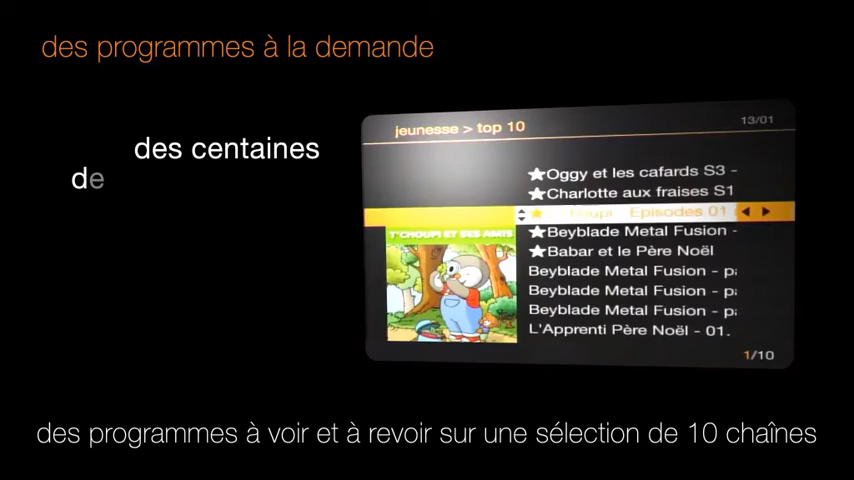 des programmes à la demande
des centaines
de
jeunesse > top 10
13/01
Oggy et les cafards S3 -
Charlotte aux fraises S1
Episodes 01
Beyblade Metal Fusion -
Babar et le Père Noël
Beyblade Metal Fusion - pa
Beyblade Metal Fusion - pa
Beyblade Metal Fusion - pa
L'Apprenti Père Noël - 01.
T'CHOUPI ET SES AMIS
1/10
des programmes à voir et à revoir sur une sélection de 10 chaînes